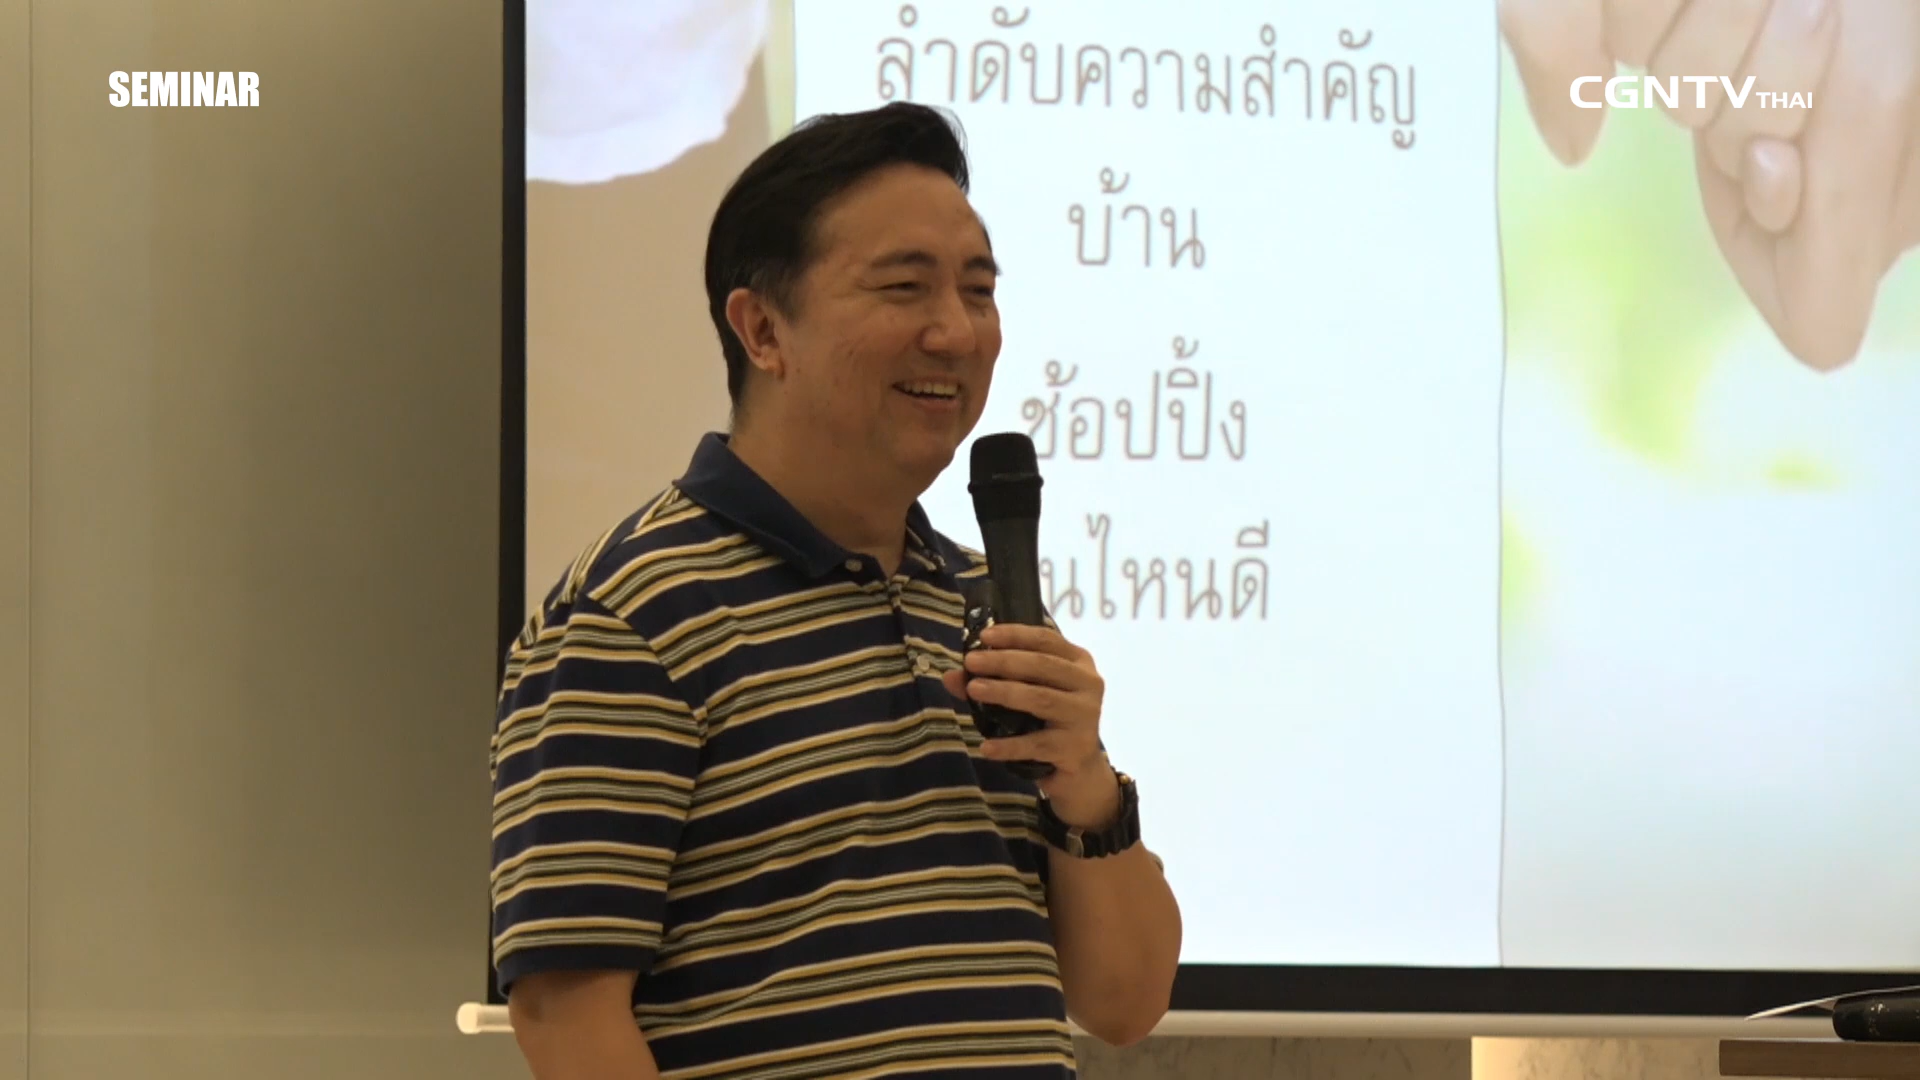 SEMINAR
CGNTV THAI
ลำดับความสำคัญ
บ้าน
ช้อปปิ้ง
นไหนดี